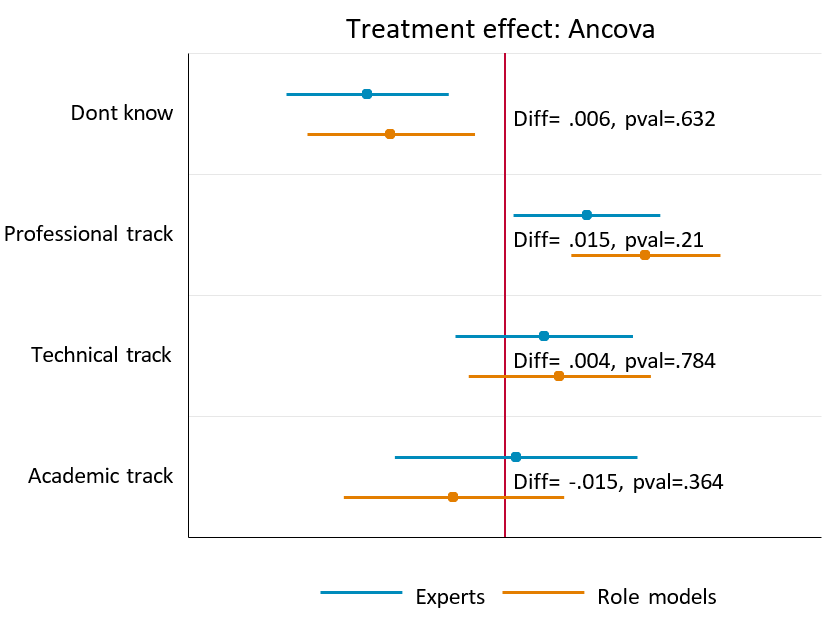 Treatment effect: Ancova
Dont know
Diff= .006, pval=.632
Professional track
Diff= .015, pval=.21
Technical track
Diff= .004, pval=.784
Academic track
Diff= -.015, pval=.364
Experts
Role models